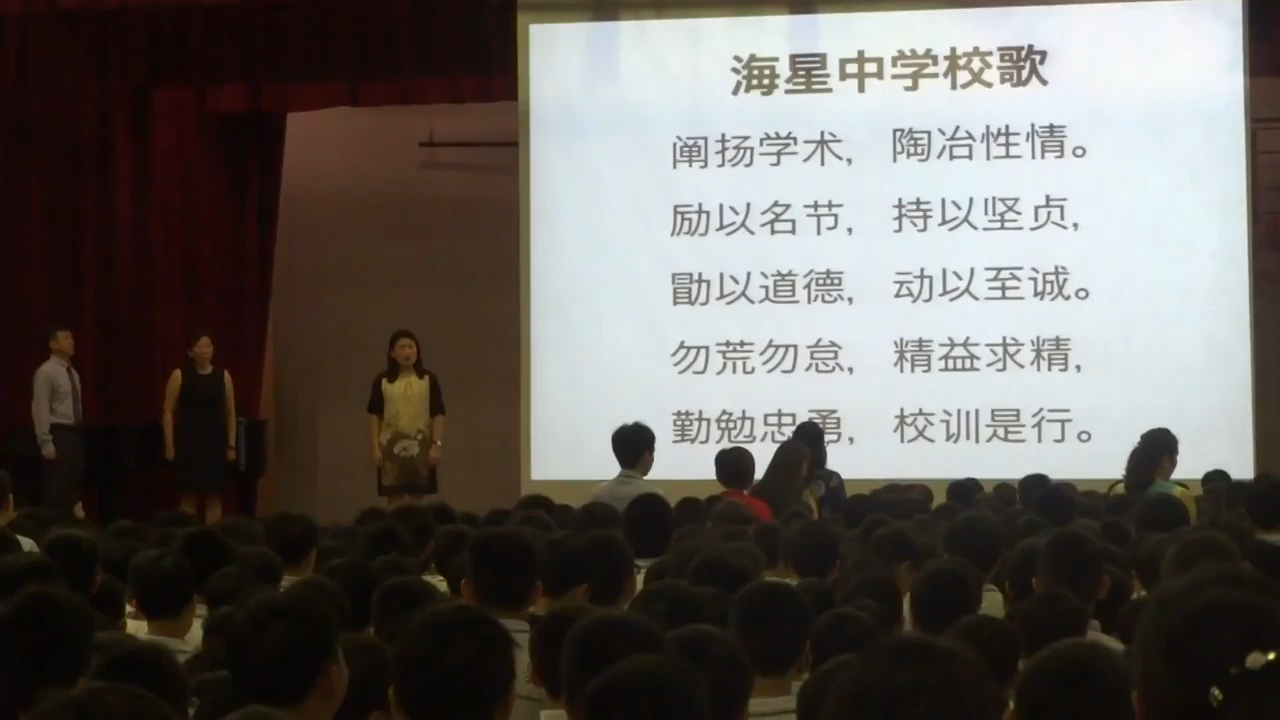 海星中学校歌
阐扬学术, 陶冶性情。
励以名节, 持以坚贞,
勖以道德, 动以至诚。
勿荒勿怠, 精益求精,
勤勉忠勇, 校训是行。